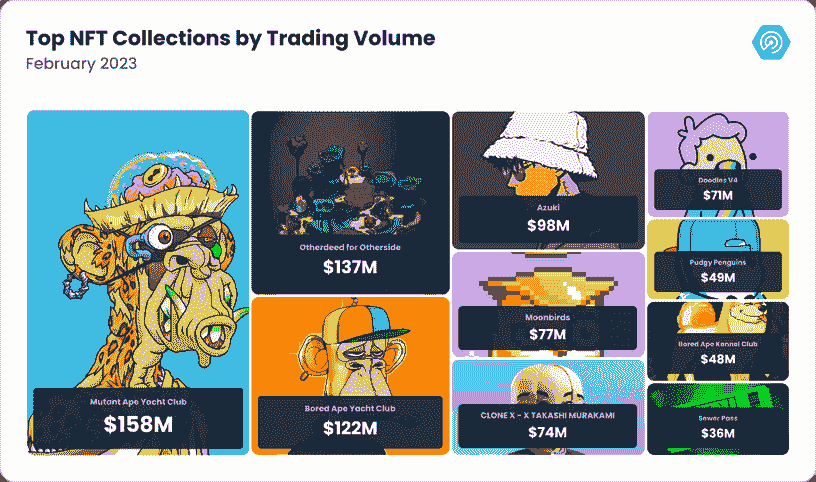 Top NFT Collections by Trading Volume
February 2023
Mutant Ape Yacht Club
$158M
Otherdeed for Otherside
$137M
Bored Ape Yacht Club
$122M
Azuki
$98M
Moonbirds
$77M
CLONE X - X TAKASHI MURAKAMI
$74M
Doodles V4
$71M
Pudgy Penguins
$49M
Bored Ape Kennel Club
$48M
Sewer Pass
$36M